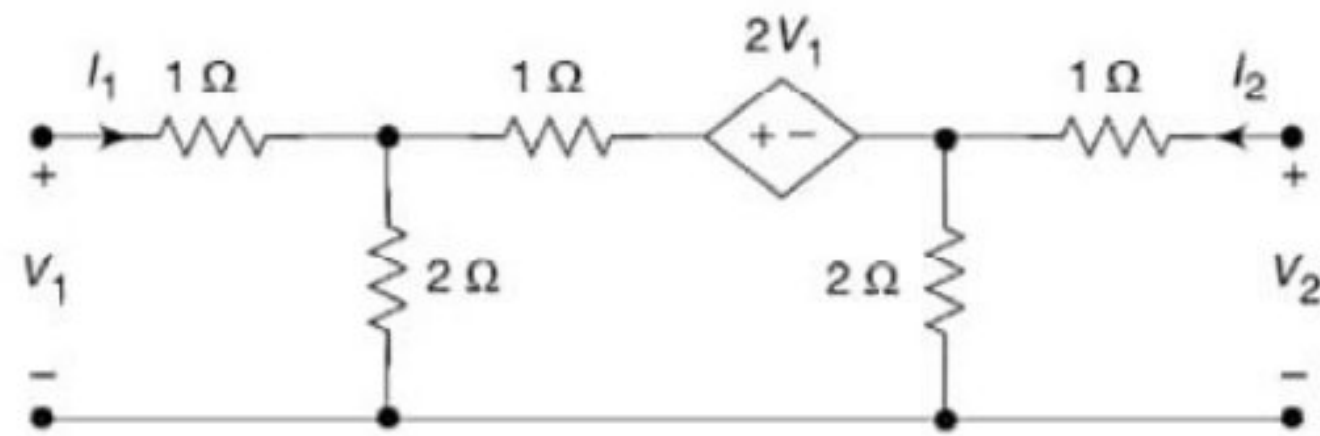 2V₁
I₁ 1 Ω 1 Ω 1 Ω I₂
+ −
+ +
V₁ 2 Ω 2 Ω V₂
− −